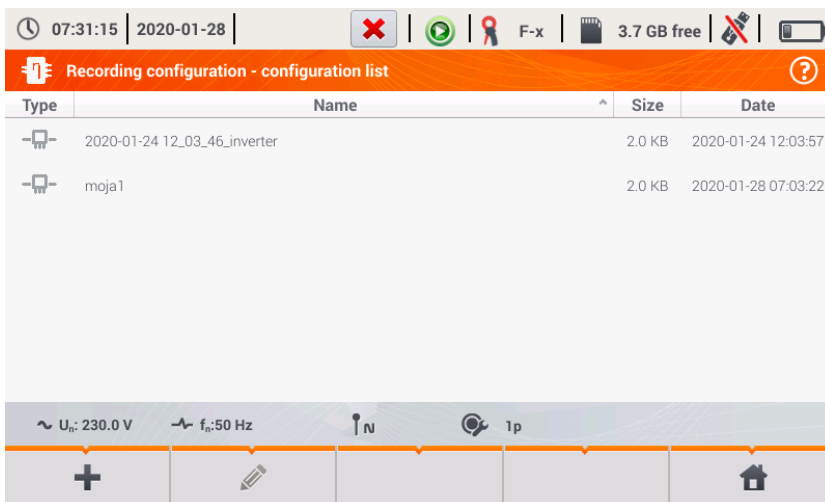 07:31:15 2020-01-28 F-x 3.7 GB free
Recording configuration - configuration list ?
Type Name Size Date
2020-01-24 12_03_46_inverter 2.0 KB 2020-01-24 12:03:57
moja1 2.0 KB 2020-01-28 07:03:22
Un: 230.0 V fn:50 Hz N 1p